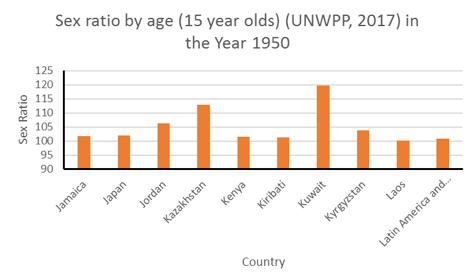 Sex ratio by age (15 year olds) (UNWPP, 2017) in
the Year 1950
125
120
115
110
105
100
95
90
Sex Ratio
Jamaica
Japan
Jordan
Kazakhstan
Kenya
Kiribati
Kuwait
Kyrgyzstan
Laos
Latin America and...
Country